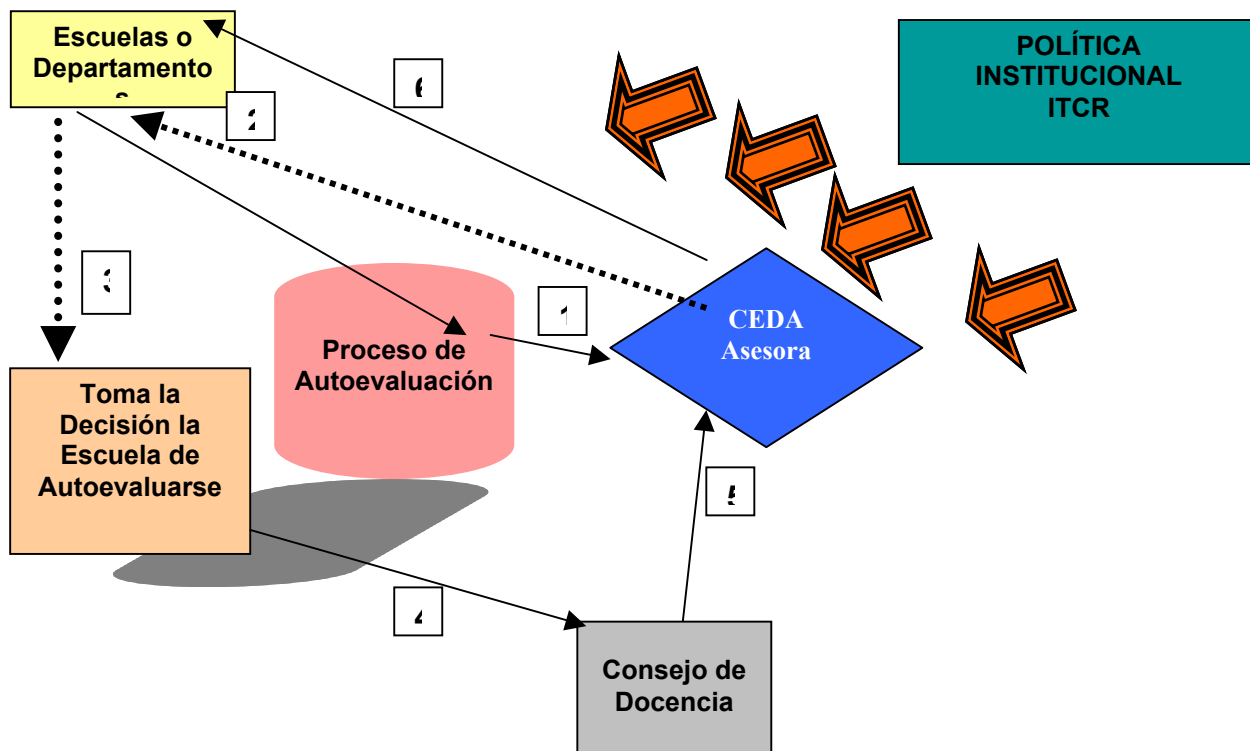 Escuelas o
Departamento
POLÍTICA
INSTITUCIONAL
ITCR
CEDA
Asesora
Proceso de
Autoevaluación
Toma la
Decisión la
Escuela de
Autoevaluarse
Consejo de
Docencia